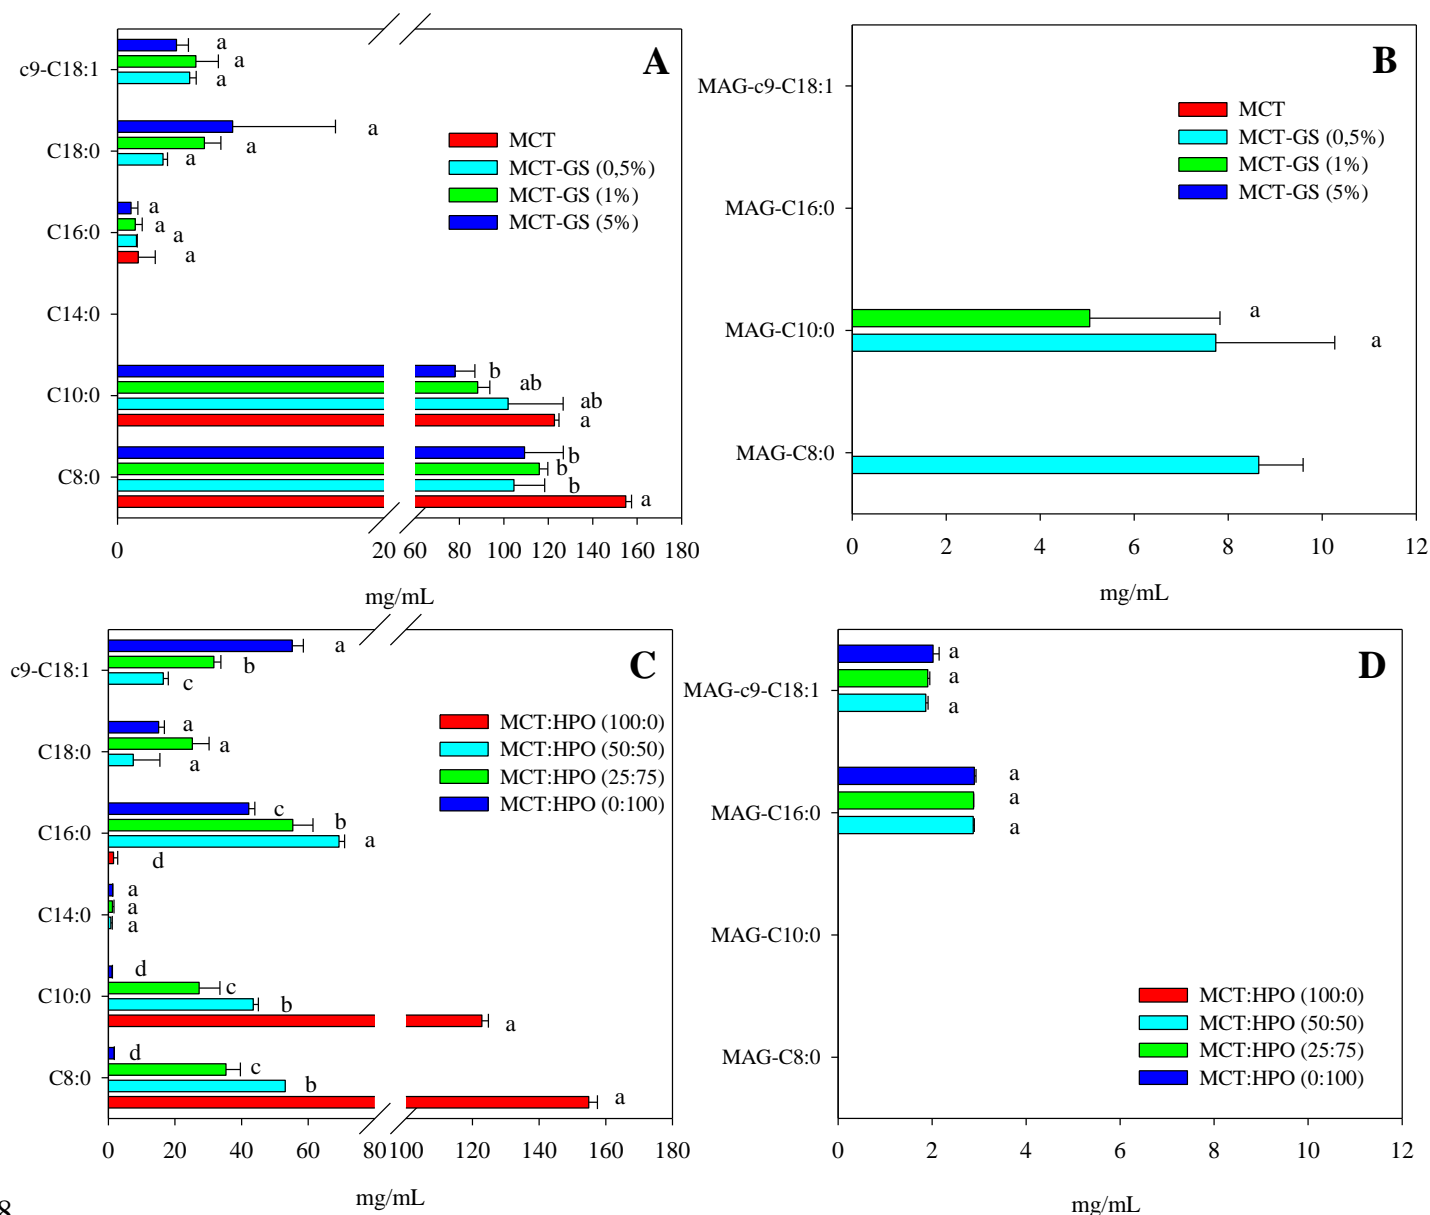 A
c9-C18:1
a
a
a
C18:0
a
a
a
C16:0
a
a
a
a
C14:0
C10:0
b
ab
ab
a
C8:0
b
b
b
a
MCT
MCT-GS (0,5%)
MCT-GS (1%)
MCT-GS (5%)
0 20 60 80 100 120 140 160 180
mg/mL
B
MAG-c9-C18:1
MAG-C16:0
MAG-C10:0
a
a
MAG-C8:0
MCT
MCT-GS (0,5%)
MCT-GS (1%)
MCT-GS (5%)
0 2 4 6 8 10 12
mg/mL
C
c9-C18:1
a
b
c
C18:0
a
a
a
C16:0
c
b
a
d
C14:0
a
a
a
C10:0
d
c
b
a
C8:0
d
c
b
a
MCT:HPO (100:0)
MCT:HPO (50:50)
MCT:HPO (25:75)
MCT:HPO (0:100)
0 20 40 60 80 100 120 140 160 180
mg/mL
D
MAG-c9-C18:1
a
a
a
MAG-C16:0
a
a
a
MAG-C10:0
MAG-C8:0
MCT:HPO (100:0)
MCT:HPO (50:50)
MCT:HPO (25:75)
MCT:HPO (0:100)
0 2 4 6 8 10 12
mg/mL